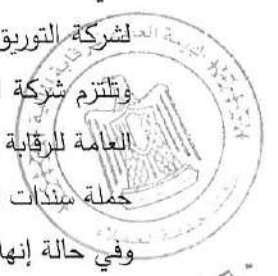 لشركة التوريق
وتلتزم شركة
العامة للرقابة
حملة سندات
وفي حالة إنها